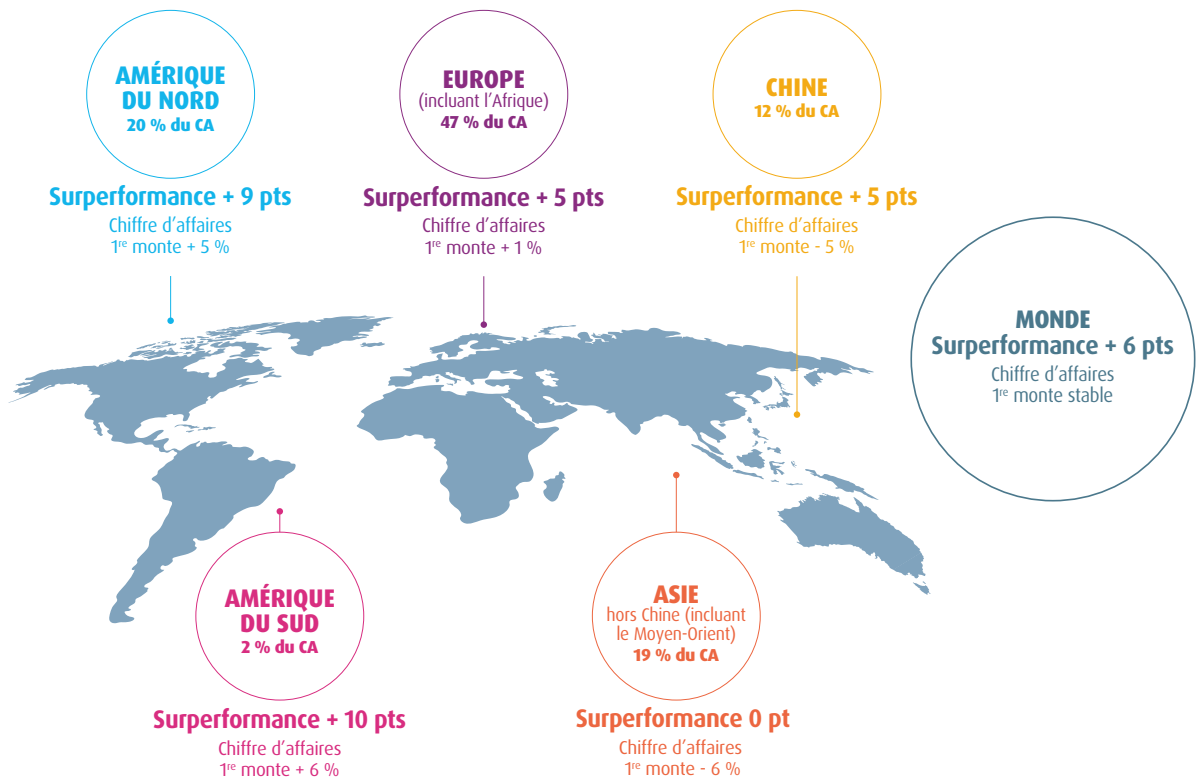 AMÉRIQUE
DU NORD
20 % du CA
Surperformance + 9 pts
Chiffre d'affaires
1re monte + 5 %
EUROPE
(incluant l'Afrique)
47 % du CA
Surperformance + 5 pts
Chiffre d'affaires
1re monte + 1 %
CHINE
12 % du CA
Surperformance + 5 pts
Chiffre d'affaires
1re monte - 5 %
MONDE
Surperformance + 6 pts
Chiffre d'affaires
1re monte stable
AMÉRIQUE
DU SUD
2 % du CA
Surperformance + 10 pts
Chiffre d'affaires
1re monte + 6 %
ASIE
hors Chine (incluant
le Moyen-Orient)
19 % du CA
Surperformance 0 pt
Chiffre d'affaires
1re monte - 6 %